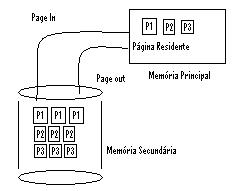 Page In
P1 P2 P3
Página Residente
Memória Principal
Page out
P1 P1 P1
P2 P2 P2
P3 P3 P3
Memória Secundária